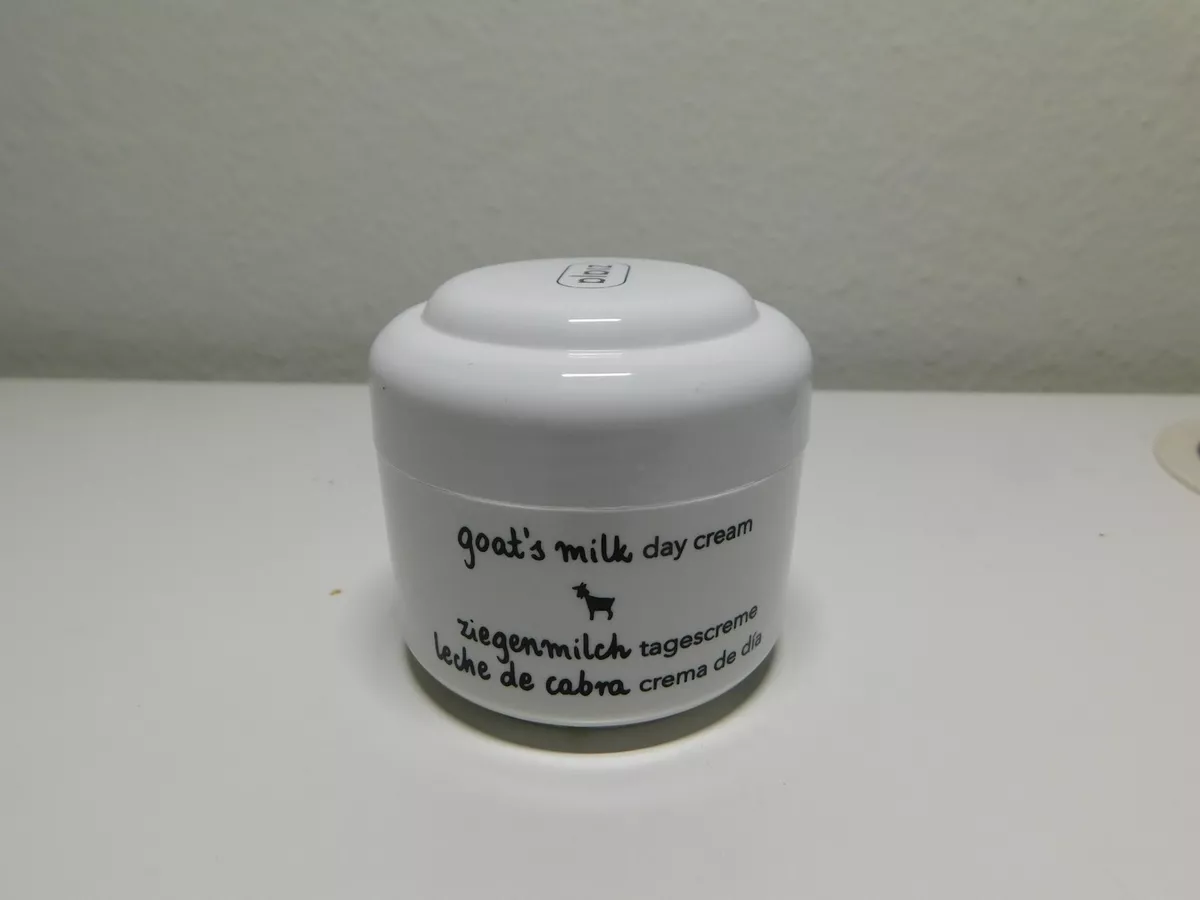 ziaja
goat's milk day cream
ziegenmilch tagescreme
leche de cabra crema de día